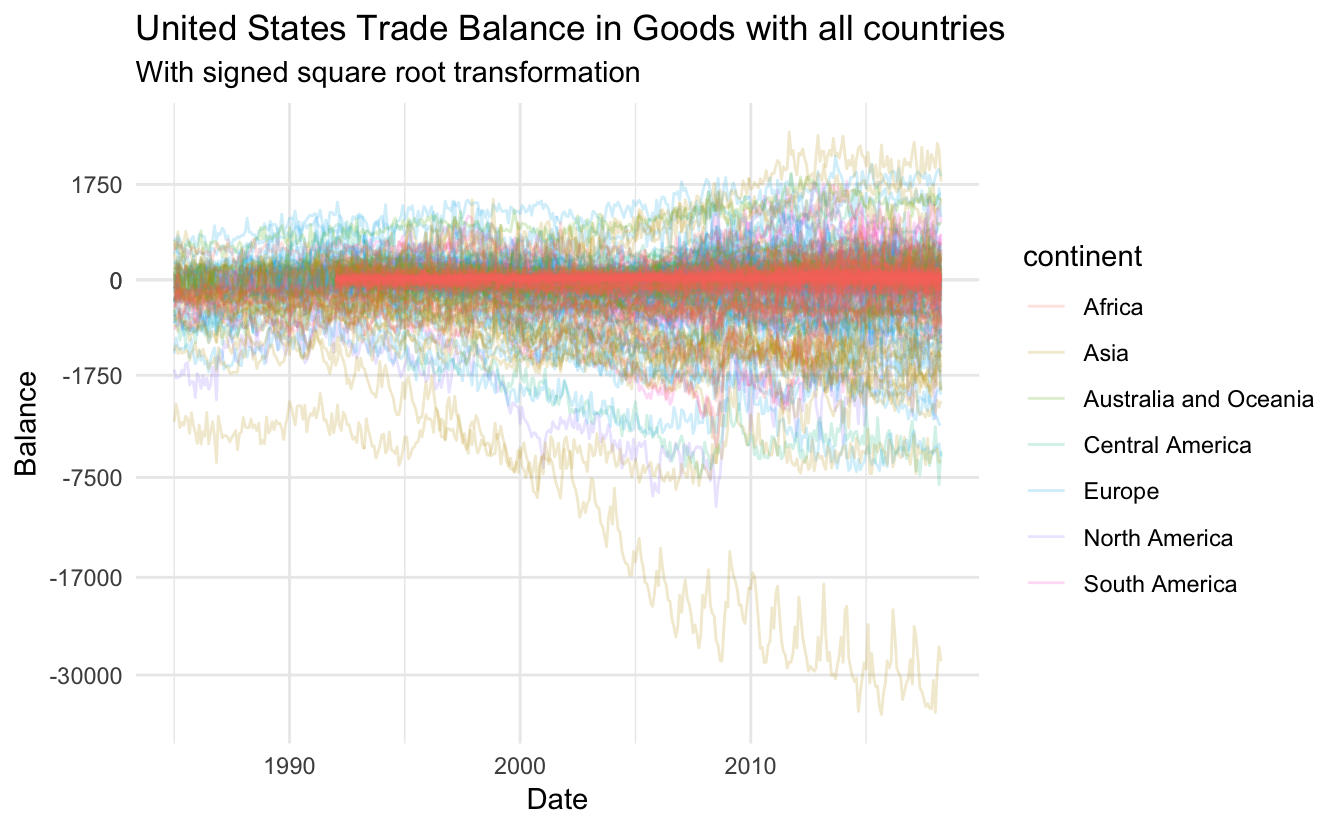 United States Trade Balance in Goods with all countries
With signed square root transformation
Balance
1750
0
-1750
-7500
-17000
-30000
1990
2000
2010
Date
continent
Africa
Asia
Australia and Oceania
Central America
Europe
North America
South America